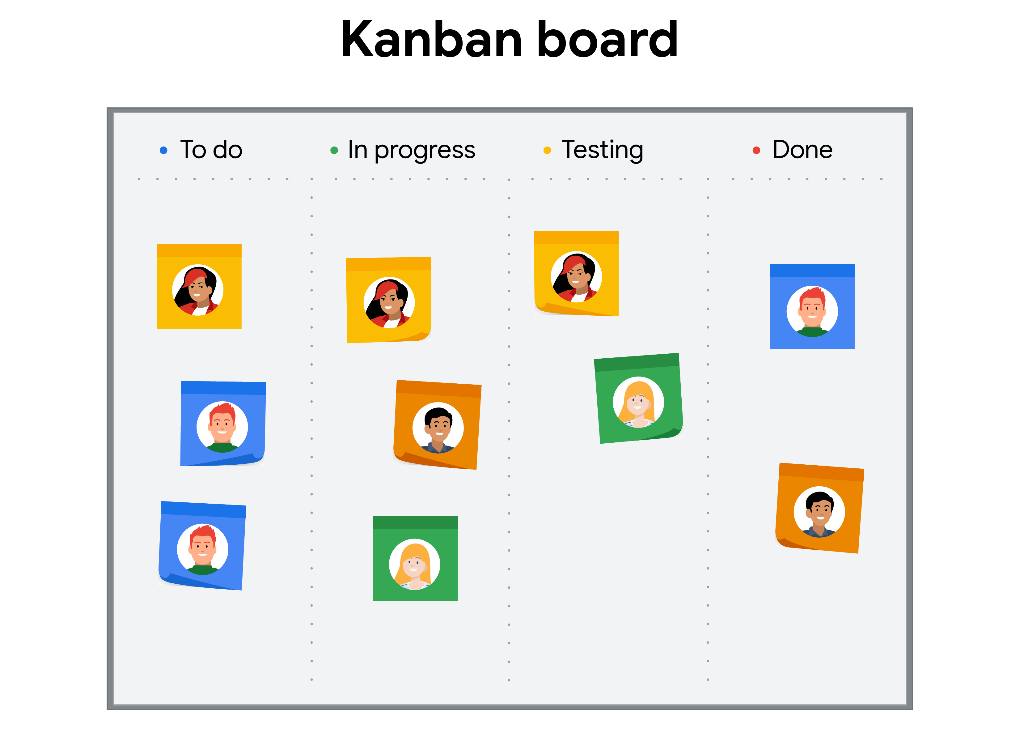 Kanban board
To do
In progress
Testing
Done